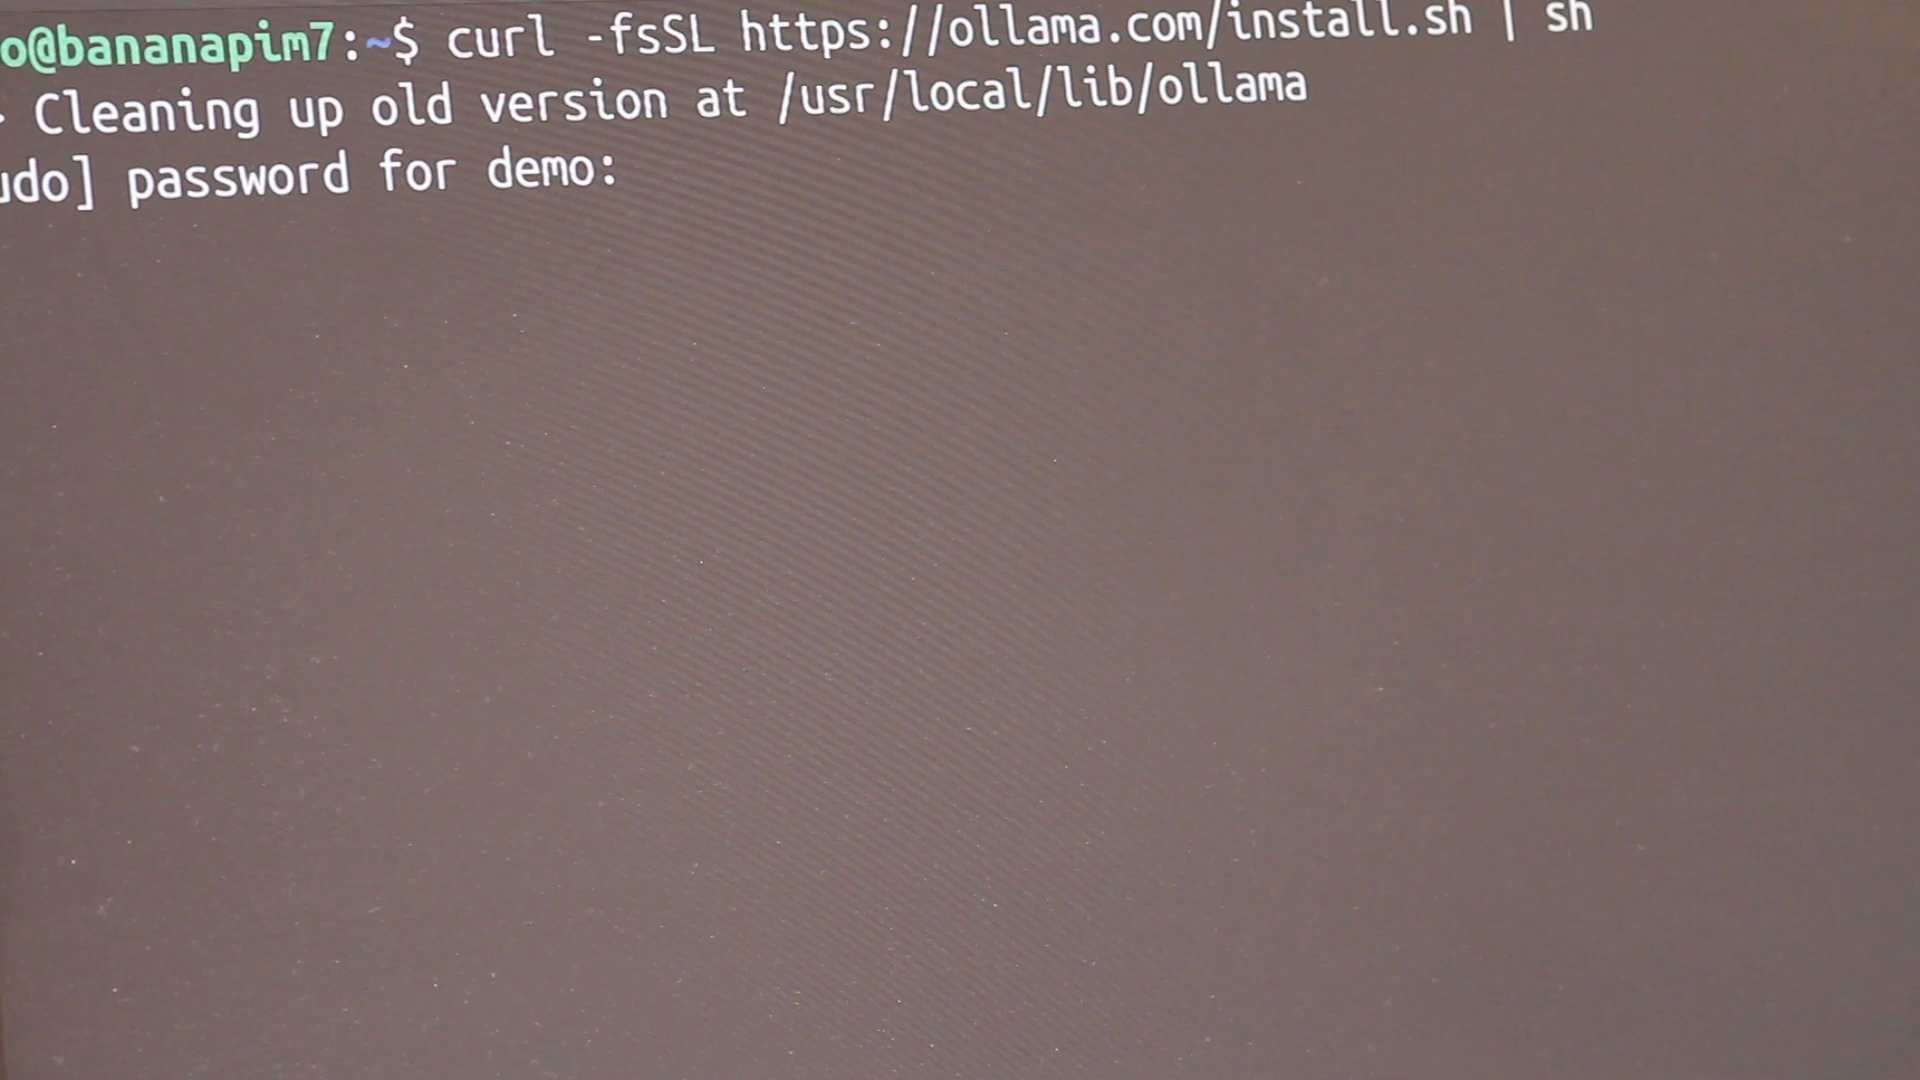 o@bananapim7:~$ curl -fsSL https://ollama.com/install.sh | sh
Cleaning up old version at /usr/local/lib/ollama
udo] password for demo: